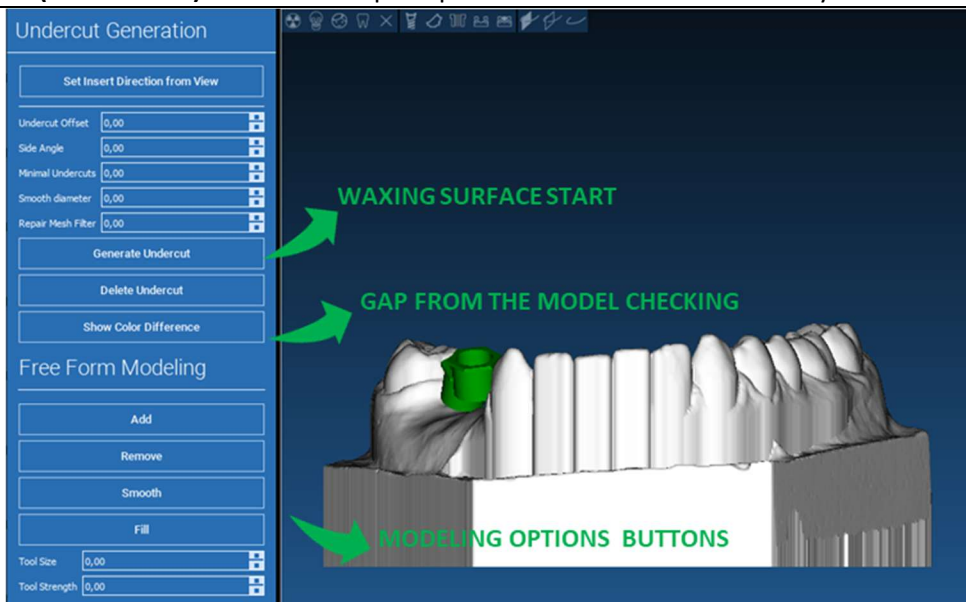 Undercut Generation
Set Insert Direction from View
Undercut Offset 0,00
Side Angle 0,00
Minimal Undercuts 0,00
Smooth diameter 0,00
Repair Mesh Filter 0,00
Generate Undercut
Delete Undercut
Show Color Difference
Free Form Modeling
Add
Remove
Smooth
Fill
Tool Size 0,00
Tool Strength 0,00
WAXING SURFACE START
GAP FROM THE MODEL CHECKING
MODELING OPTIONS BUTTONS